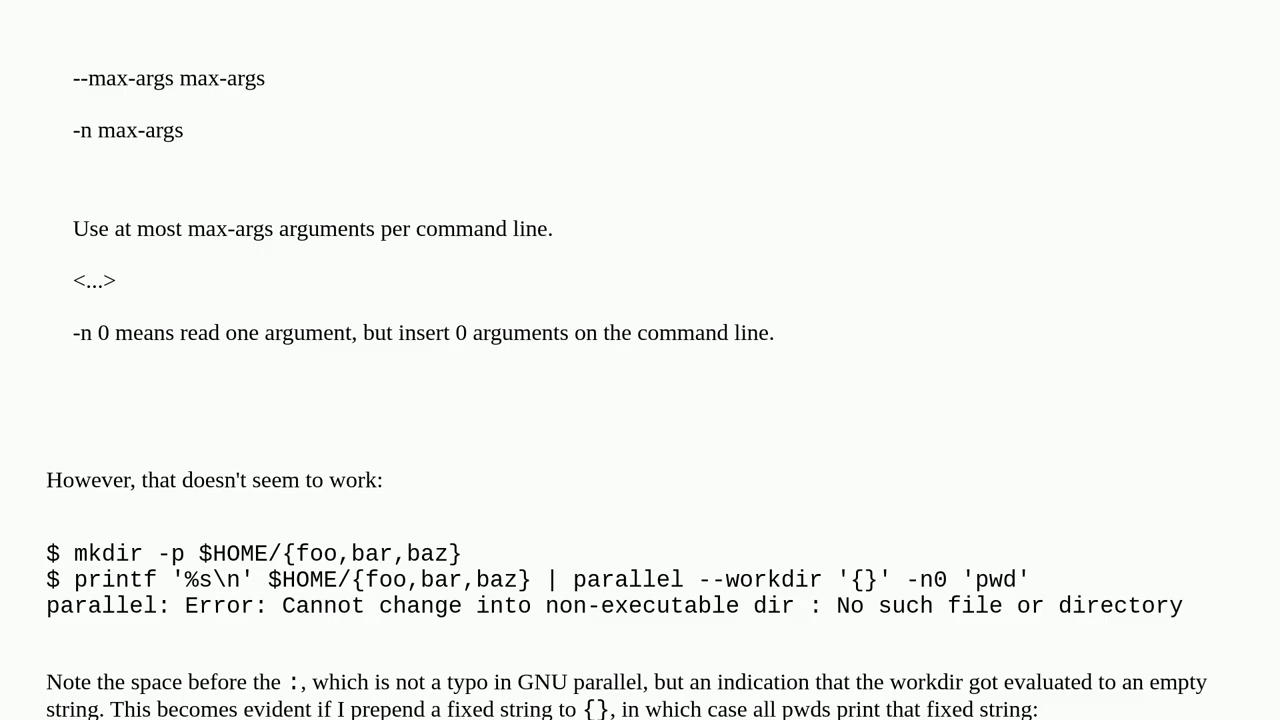 --max-args max-args
-n max-args
Use at most max-args arguments per command line.
<...>
-n 0 means read one argument, but insert 0 arguments on the command line.
However, that doesn't seem to work:
$ mkdir -p $HOME/{foo,bar,baz}
$ printf '%s\n' $HOME/{foo,bar,baz} | parallel --workdir '{}' -n0 'pwd'
parallel: Error: Cannot change into non-executable dir : No such file or directory
Note the space before the :, which is not a typo in GNU parallel, but an indication that the workdir got evaluated to an empty
string. This becomes evident if I prepend a fixed string to {}, in which case all pwds print that fixed string: